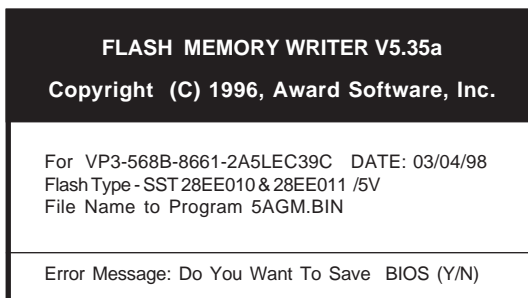 FLASH MEMORY WRITER V5.35a
Copyright (C) 1996, Award Software, Inc.
For VP3-568B-8661-2A5LEC39C DATE: 03/04/98
Flash Type - SST 28EE010 & 28EE011 /5V
File Name to Program 5AGM.BIN
Error Message: Do You Want To Save BIOS (Y/N)